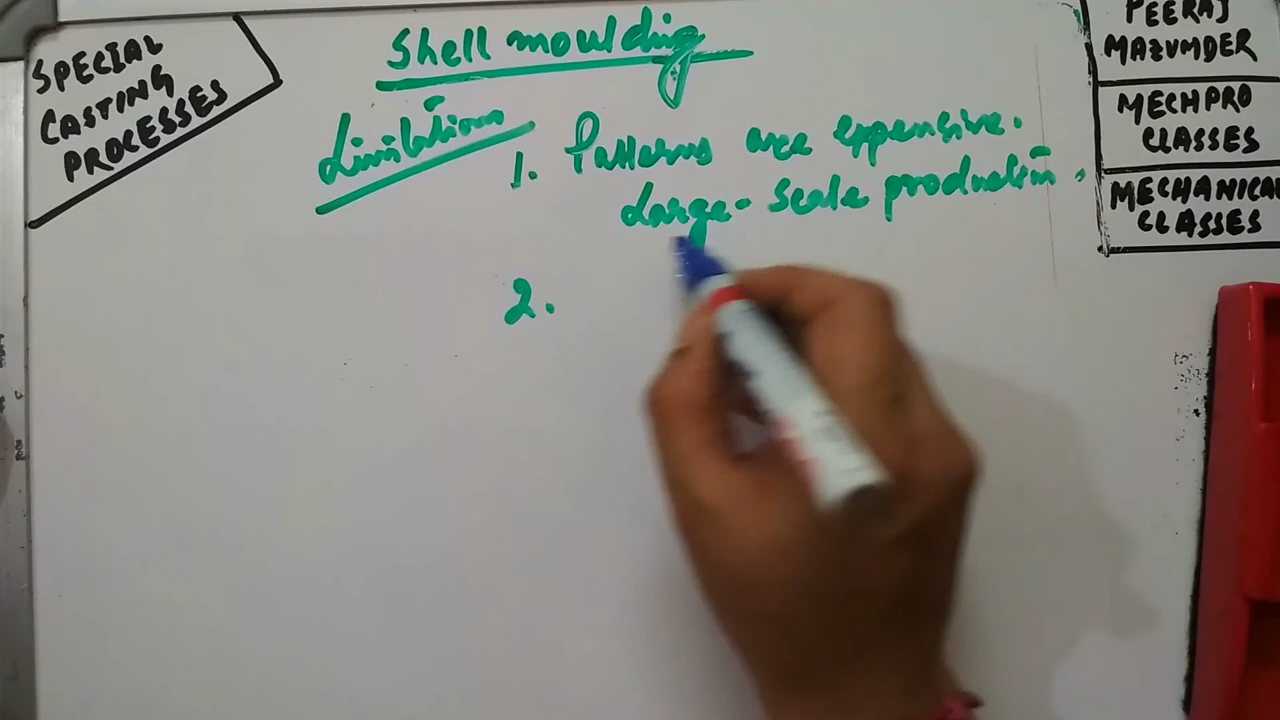 SPECIAL
CASTING
PROCESSES
Shell moulding
Limitations
1. Patterns are expensive.
Large-scale production.
2.
PEERAJ
MAZUMDER
MECHPRO
CLASSES
MECHANICAL
CLASSES